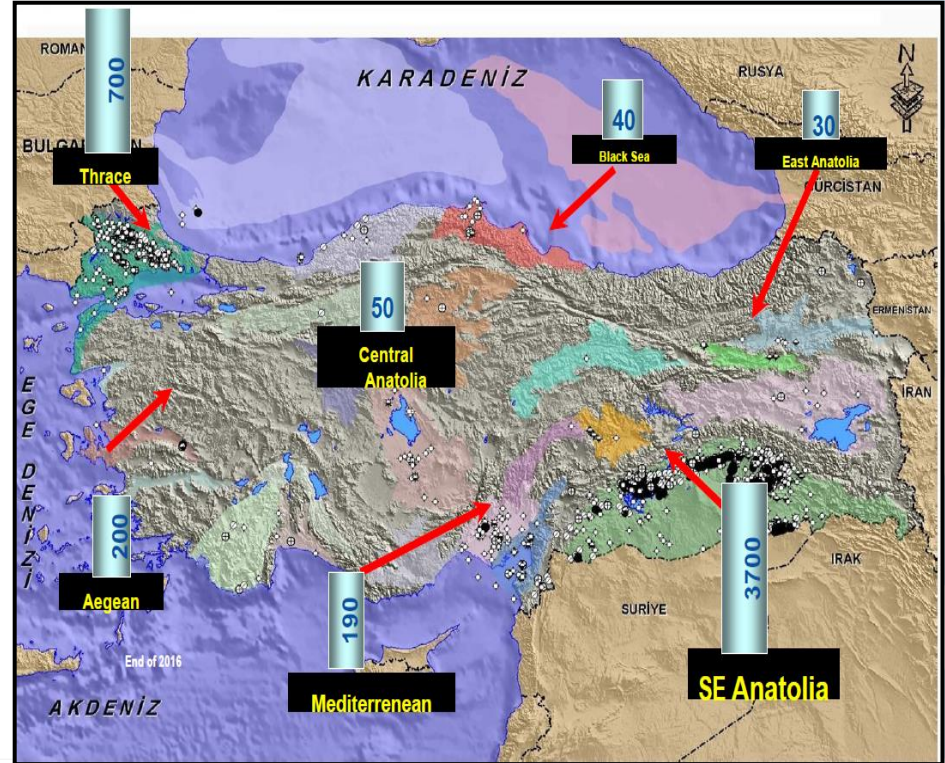 ROMAN
700
KARADENİZ
RUSYA
N
BULGA
Thrace
40
Black Sea
30
East Anatolia
GÜRCİSTAN
50
Central
Anatolia
ERMENİSTAN
İRAN
EGE DENİZİ
200
Aegean
190
Mediterrenean
3700
SE Anatolia
IRAK
SURİYE
End of 2016
AKDENİZ